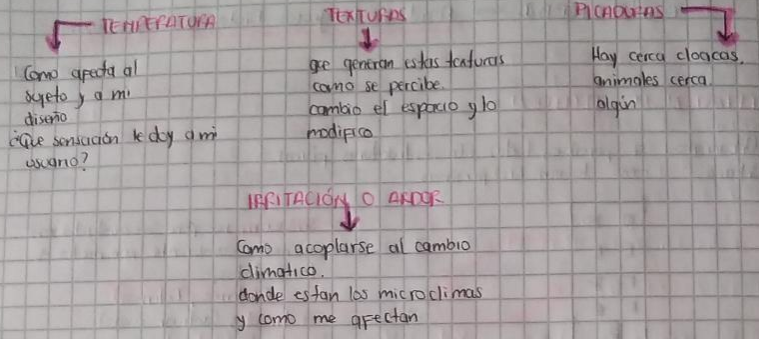 TEMPERATURA
Como afecta al
sujeto y a mi
diseño
¿Que sensación le doy a mi
usuario?
TEXTURAS
que generan estas texturas
como se percibe.
cambio el espacio y lo
modifico
PICADURAS
Hay cerca cloacas.
animales cerca.
algún
IRRITACIÓN O ARDOR
Como acoplarse al cambio
climatico.
donde estan los microclimas
y como me afectan